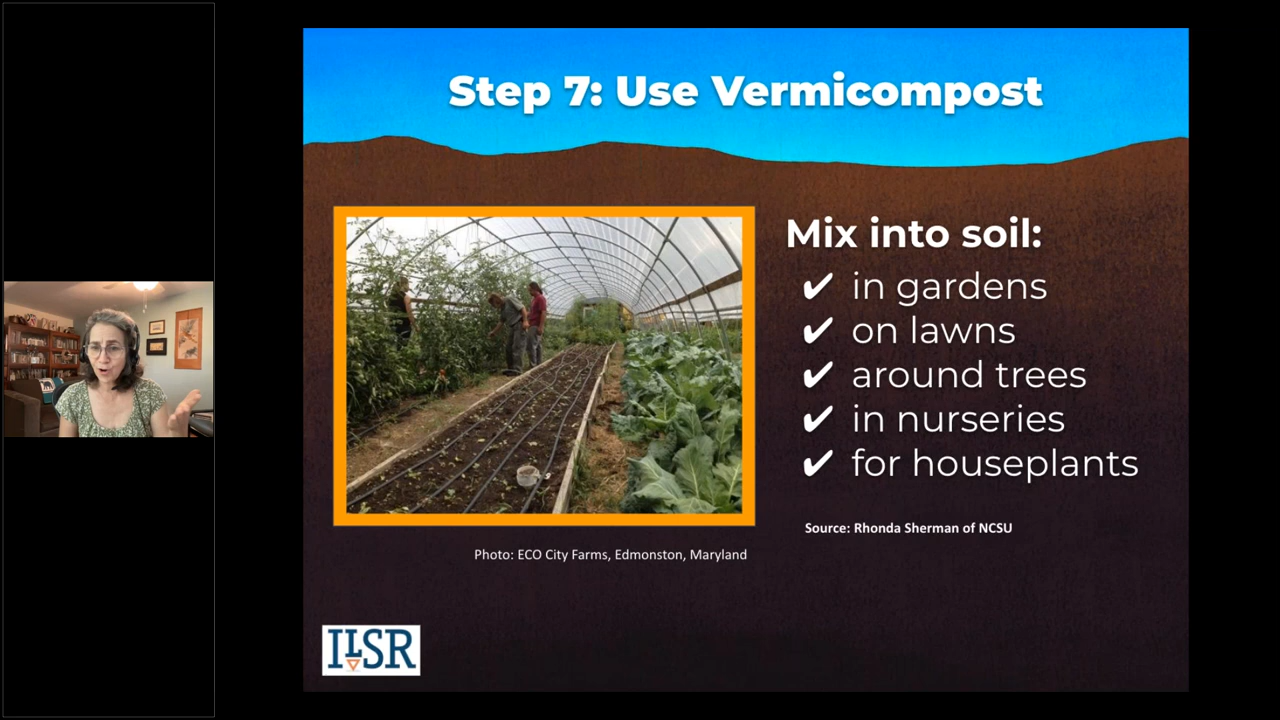 Step 7: Use Vermicompost
Mix into soil:
✔ in gardens
✔ on lawns
✔ around trees
✔ in nurseries
✔ for houseplants
Source: Rhonda Sherman of NCSU
Photo: ECO City Farms, Edmonston, Maryland
ILSR